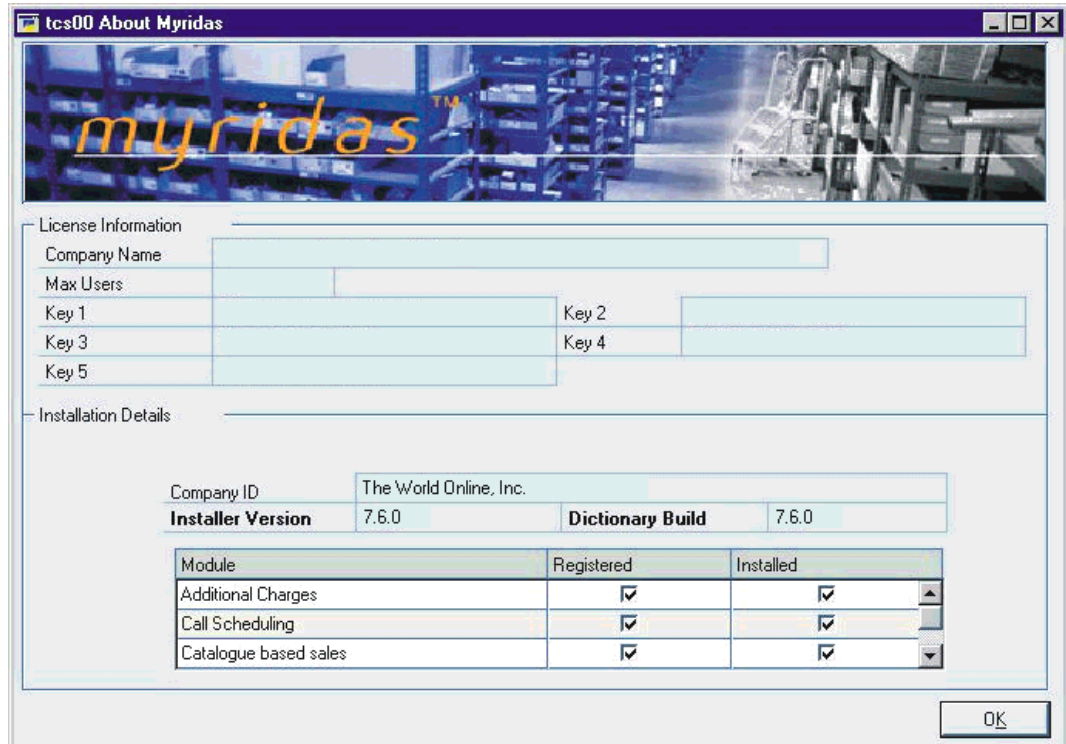 tcs00 About Myridas
myridas™
License Information
Company Name
Max Users
Key 1 Key 2
Key 3 Key 4
Key 5
Installation Details
Company ID The World Online, Inc.
Installer Version 7.6.0 Dictionary Build 7.6.0
Module Registered Installed
Additional Charges
Call Scheduling
Catalogue based sales
OK